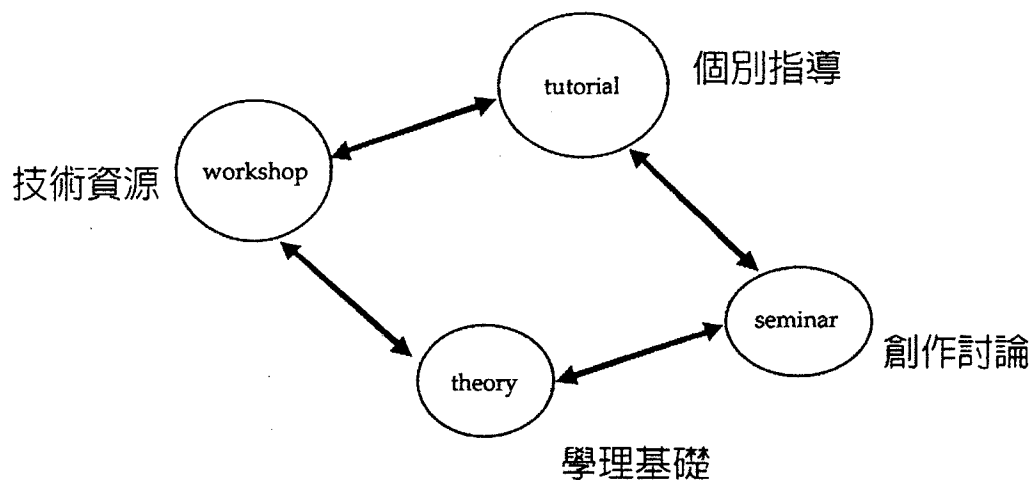 個別指導
tutorial
workshop
技術資源
seminar
創作討論
theory
學理基礎